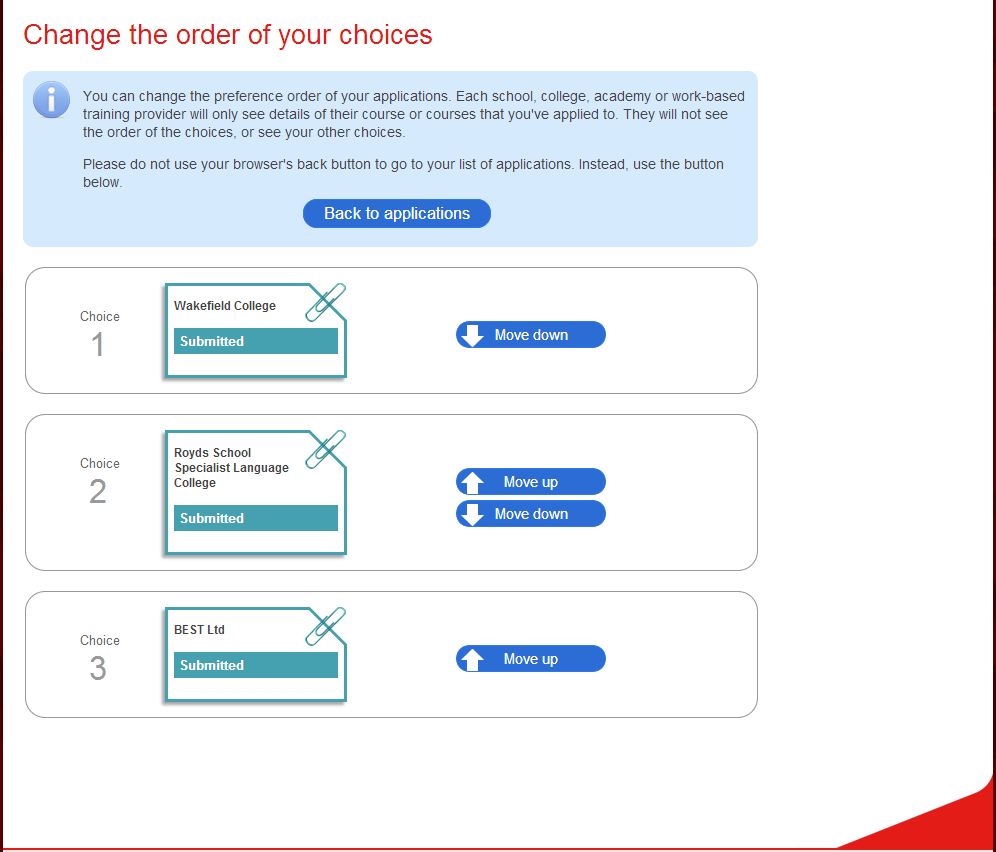 Change the order of your choices
You can change the preference order of your applications. Each school, college, academy or work-based
training provider will only see details of their course or courses that you've applied to. They will not see
the order of the choices, or see your other choices.
Please do not use your browser's back button to go to your list of applications. Instead, use the button
below.
Back to applications
Choice
1
Wakefield College
Submitted
Move down
Choice
2
Royds School
Specialist Language
College
Submitted
Move up
Move down
Choice
3
BEST Ltd
Submitted
Move up